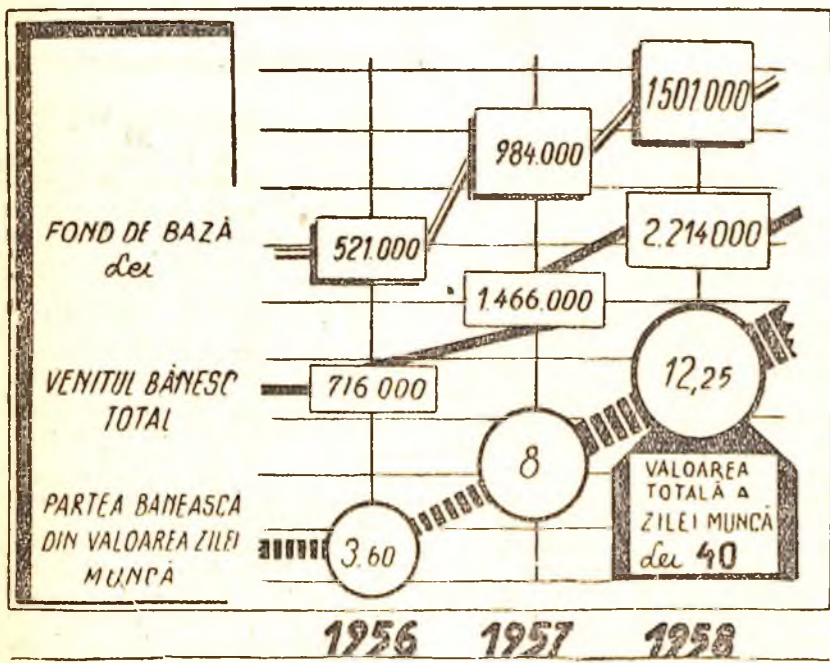 FOND DE BAZĂ
Lei
521.000
984.000
1501000
VENITUL BĂNESC
TOTAL
716 000
1.466.000
2.214000
PARTEA BANEASCĂ
DIN VALOAREA ZILEI
MUNCĂ
3.60
8
12,25
VALOAREA
TOTALĂ A
ZILEI MUNCĂ
Lei 40
1956 1957 1958